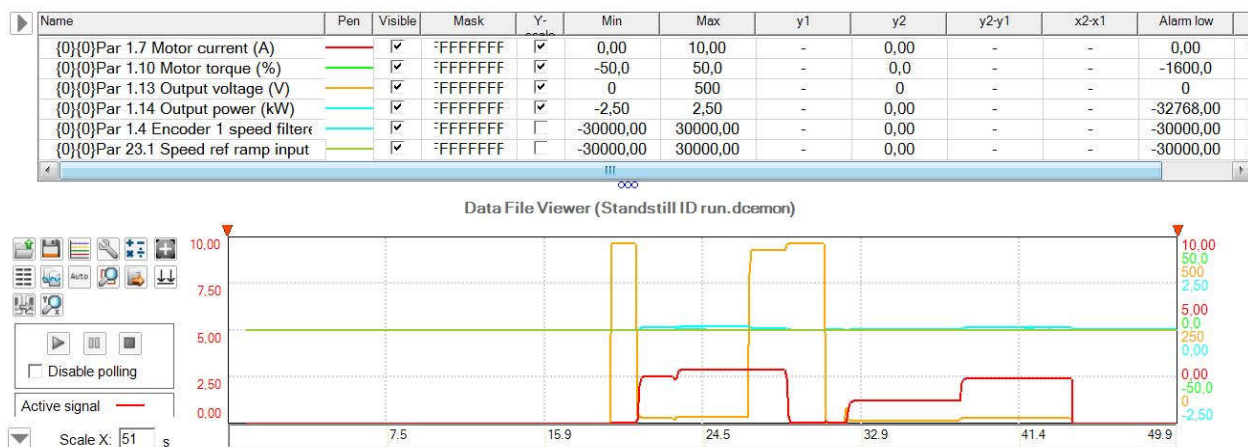 Name Pen Visible Mask Y-scale Min Max y1 y2 y2-y1 x2-x1 Alarm low
{0}{0}Par 1.7 Motor current (A) FFFFFFFF 0,00 10,00 - 0,00 - - 0,00
{0}{0}Par 1.10 Motor torque (%) FFFFFFFF -50,0 50,0 - 0,0 - - -1600,0
{0}{0}Par 1.13 Output voltage (V) FFFFFFFF 0 500 - 0 - - 0
{0}{0}Par 1.14 Output power (kW) FFFFFFFF -2,50 2,50 - 0,00 - - -32768,00
{0}{0}Par 1.4 Encoder 1 speed filtere FFFFFFFF -30000,00 30000,00 - 0,00 - - -30000,00
{0}{0}Par 23.1 Speed ref ramp input FFFFFFFF -30000,00 30000,00 - 0,00 - - -30000,00
Data File Viewer (Standstill ID run.dcemon)
Auto
Disable polling
Active signal
Scale X: 51 s
10,00
7,50
5,00
2,50
0,00
10,00
50,0
500
2,50
5,00
0,0
250
0,00
0,00
-50,0
0
-2,50
7.5 15.9 24.5 32.9 41.4 49.9